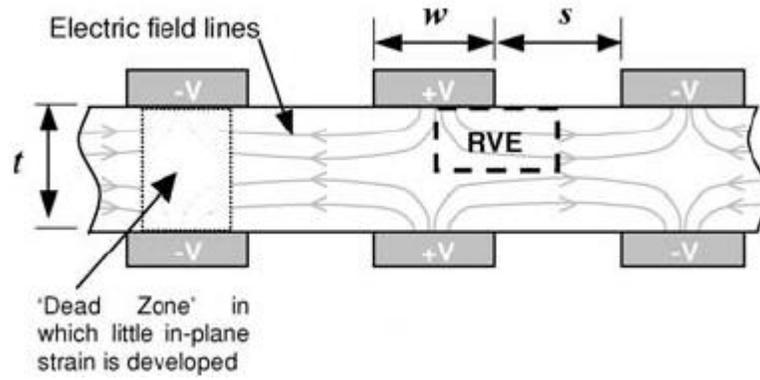 Electric field lines
w
s
-V
+V
-V
t
RVE
-V
+V
-V
'Dead Zone' in
which little in-plane
strain is developed